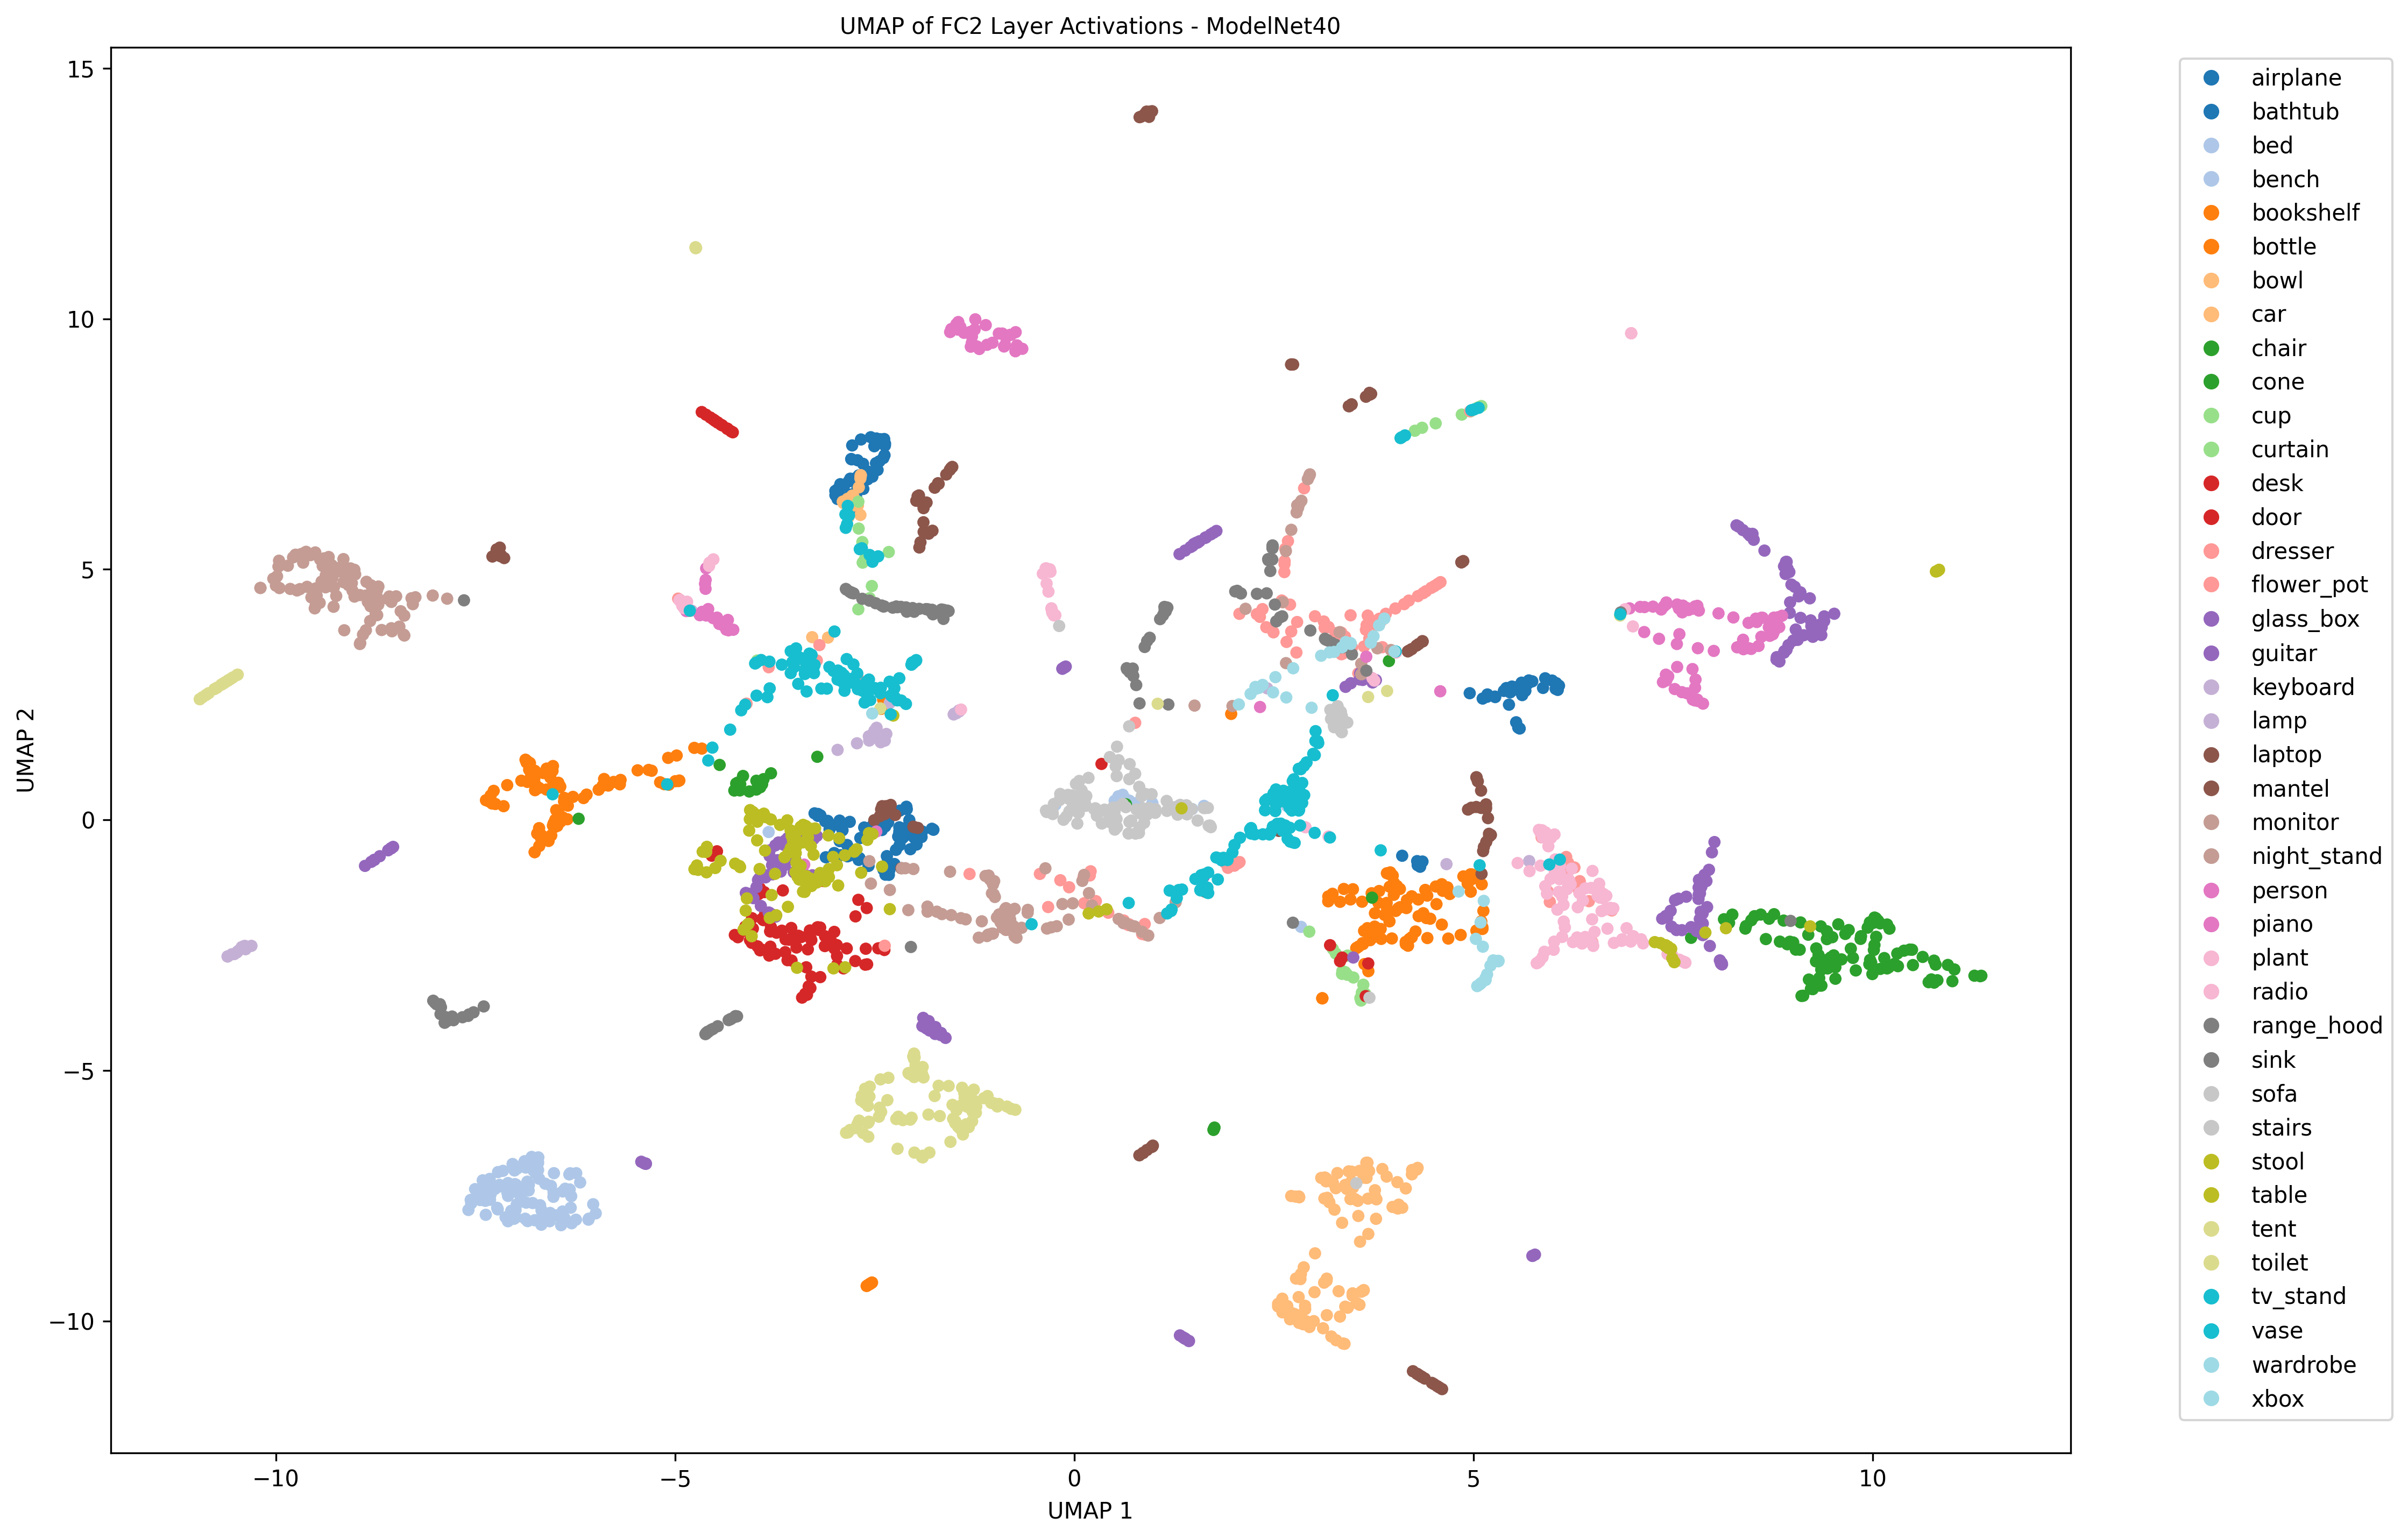 UMAP of FC2 Layer Activations - ModelNet40
15
10
5
0
−5
−10
UMAP 2
−10
−5
0
5
10
UMAP 1
airplane
bathtub
bed
bench
bookshelf
bottle
bowl
car
chair
cone
cup
curtain
desk
door
dresser
flower_pot
glass_box
guitar
keyboard
lamp
laptop
mantel
monitor
night_stand
person
piano
plant
radio
range_hood
sink
sofa
stairs
stool
table
tent
toilet
tv_stand
vase
wardrobe
xbox